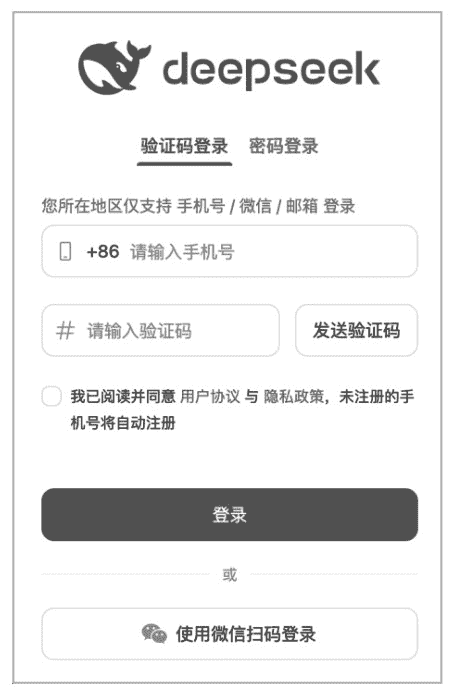 deepseek
验证码登录 密码登录
您所在地区仅支持 手机号 / 微信 / 邮箱 登录
+86 请输入手机号
# 请输入验证码 发送验证码
我已阅读并同意 用户协议 与 隐私政策，未注册的手
机号将自动注册
登录
或
使用微信扫码登录